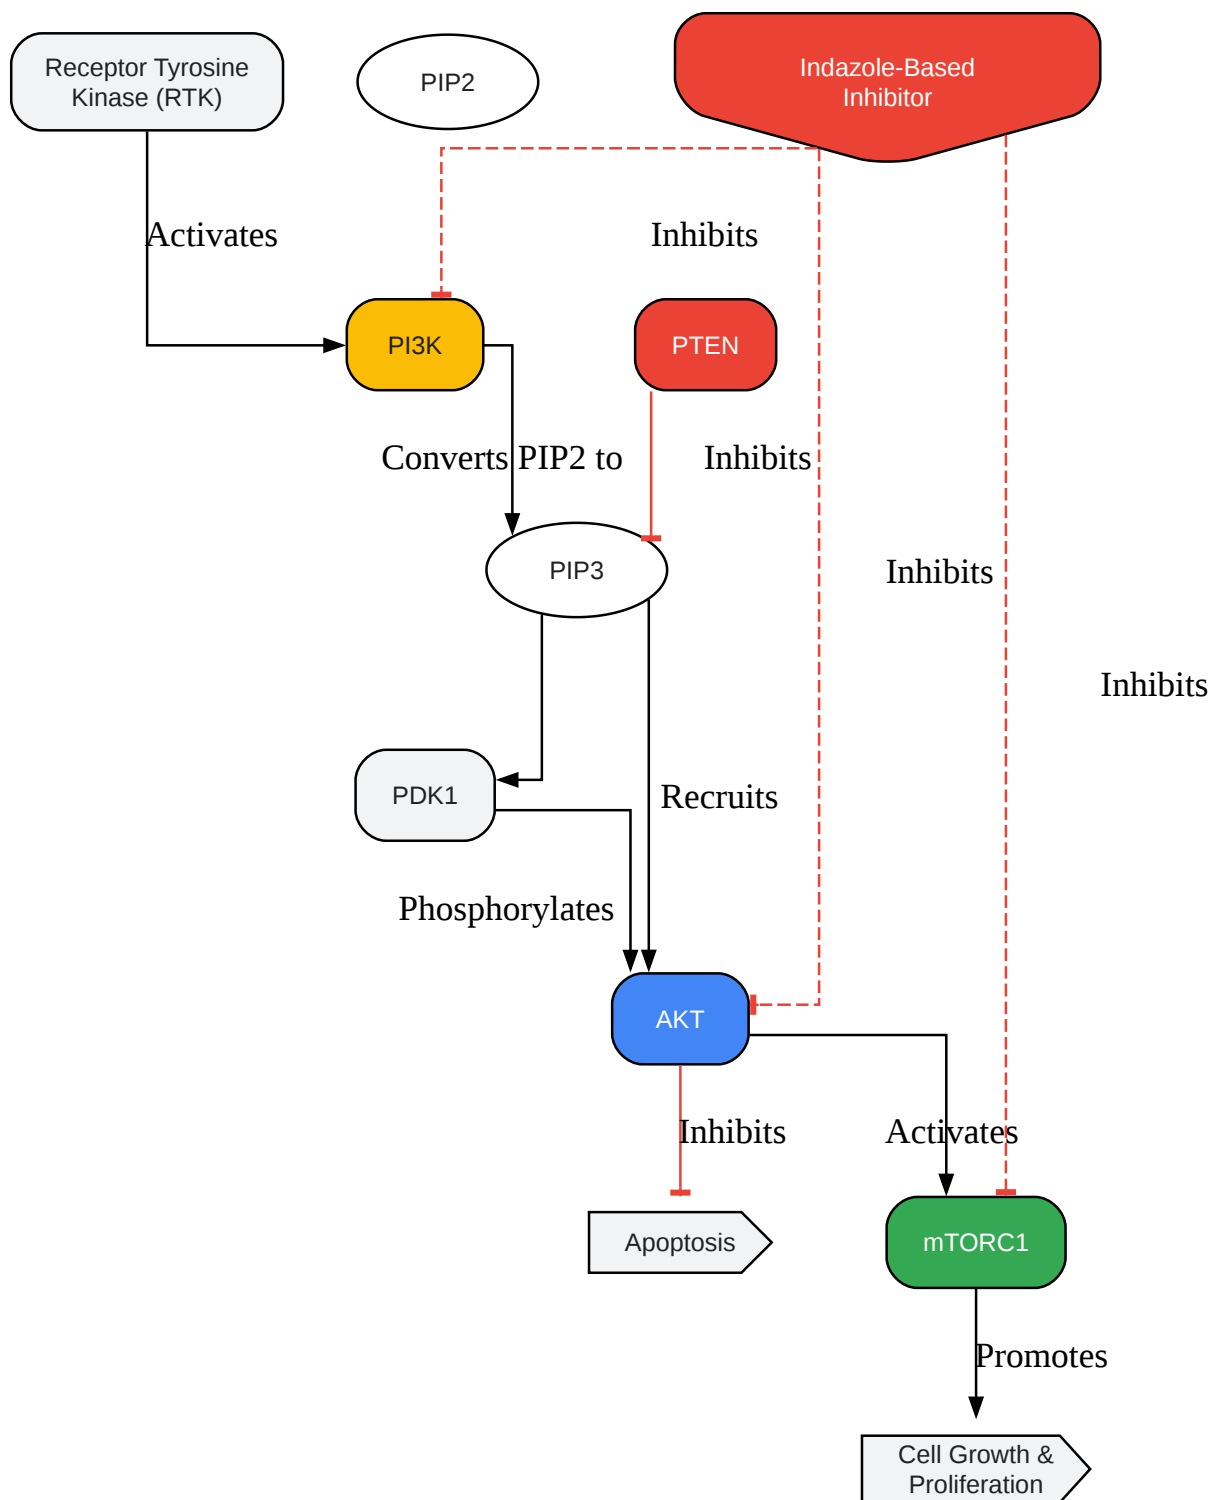 Receptor Tyrosine
Kinase (RTK)
PIP2
Indazole-Based
Inhibitor
Activates
Inhibits
PI3K
PTEN
Converts PIP2 to
Inhibits
PIP3
Inhibits
Inhibits
PDK1
Recruits
Phosphorylates
AKT
Inhibits
Activates
Apoptosis
mTORC1
Promotes
Cell Growth &
Proliferation